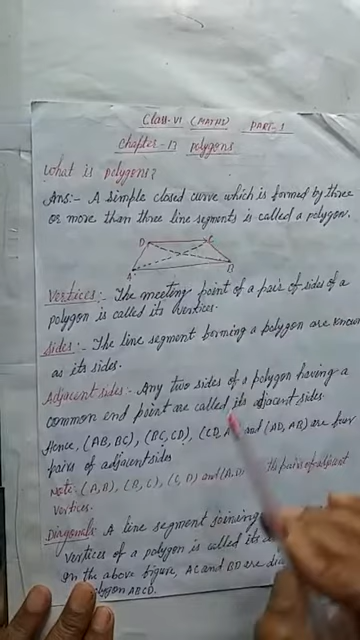 Class-VI (MATHS) PART-1
Chapter-13 Polygons
What is polygons?
Ans:- A simple closed curve which is formed by three
or more than three line segments is called a polygon.
D C
A B
Vertices:- The meeting point of a pair of sides of a
polygon is called its vertices.
Sides:- The line segment forming a polygon are known
as its sides.
Adjacent sides:- Any two sides of a polygon having a
common end point are called its adjacent sides.
Hence, (AB, BC), (BC, CD), (CD, and (AD, AB) are four
pairs of adjacent sides
Note: (A, B), (B, C), (C, D) and (A, D) the pairs of adjacent
vertices.
Diagonals: A line segment joining
vertices of a polygon is called its
In the above figure, AC and BD are
ABCD.